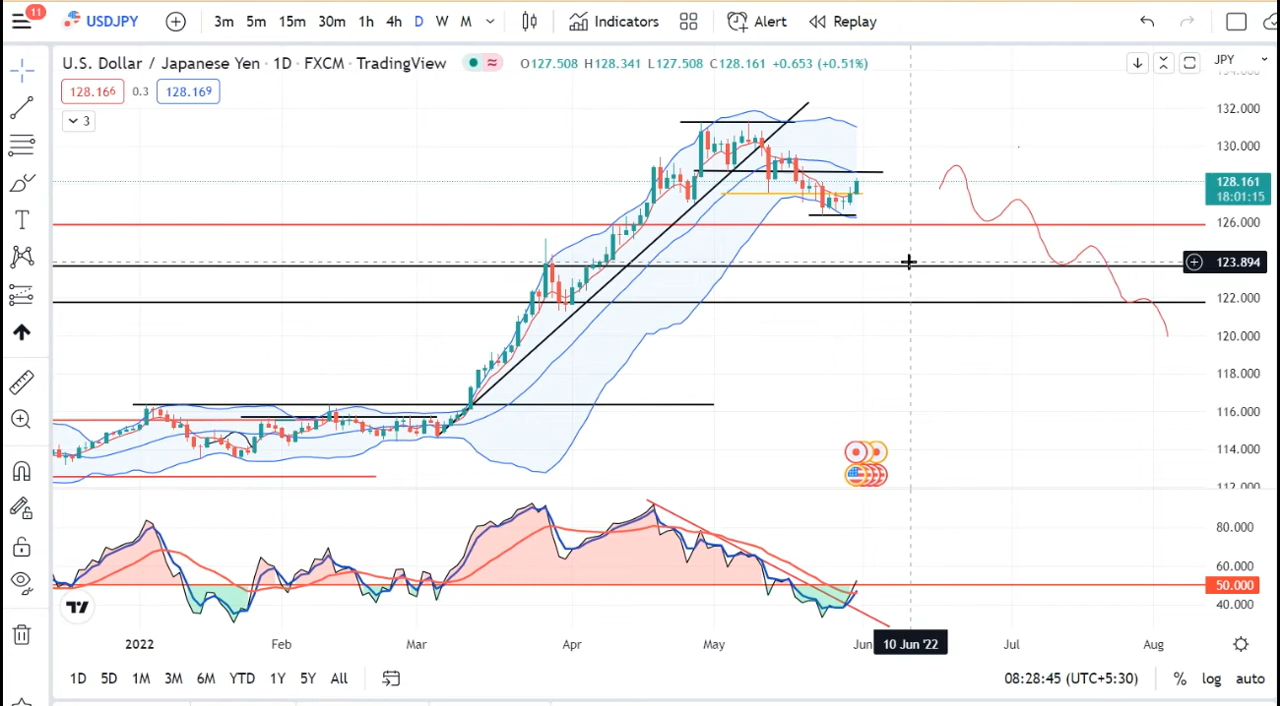 11
USDJPY
3m 5m 15m 30m 1h 4h D W M
Indicators
Alert
Replay
U.S. Dollar / Japanese Yen · 1D · FXCM · TradingView
O127.508 H128.341 L127.508 C128.161 +0.653 (+0.51%)
JPY
128.166 0.3 128.169
3
134.000
132.000
130.000
128.161
18:01:15
126.000
123.894
122.000
120.000
118.000
116.000
114.000
112.000
80.000
60.000
50.000
40.000
2022 Feb Mar Apr May Jun 10 Jun '22 Jul Aug
1D 5D 1M 3M 6M YTD 1Y 5Y All
08:28:45 (UTC+5:30) % log auto